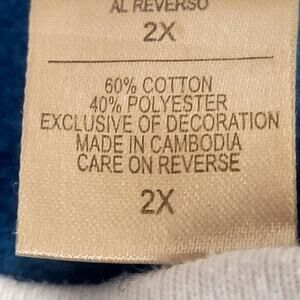 AL REVERSO
2X
60% COTTON
40% POLYESTER
EXCLUSIVE OF DECORATION
MADE IN CAMBODIA
CARE ON REVERSE
2X